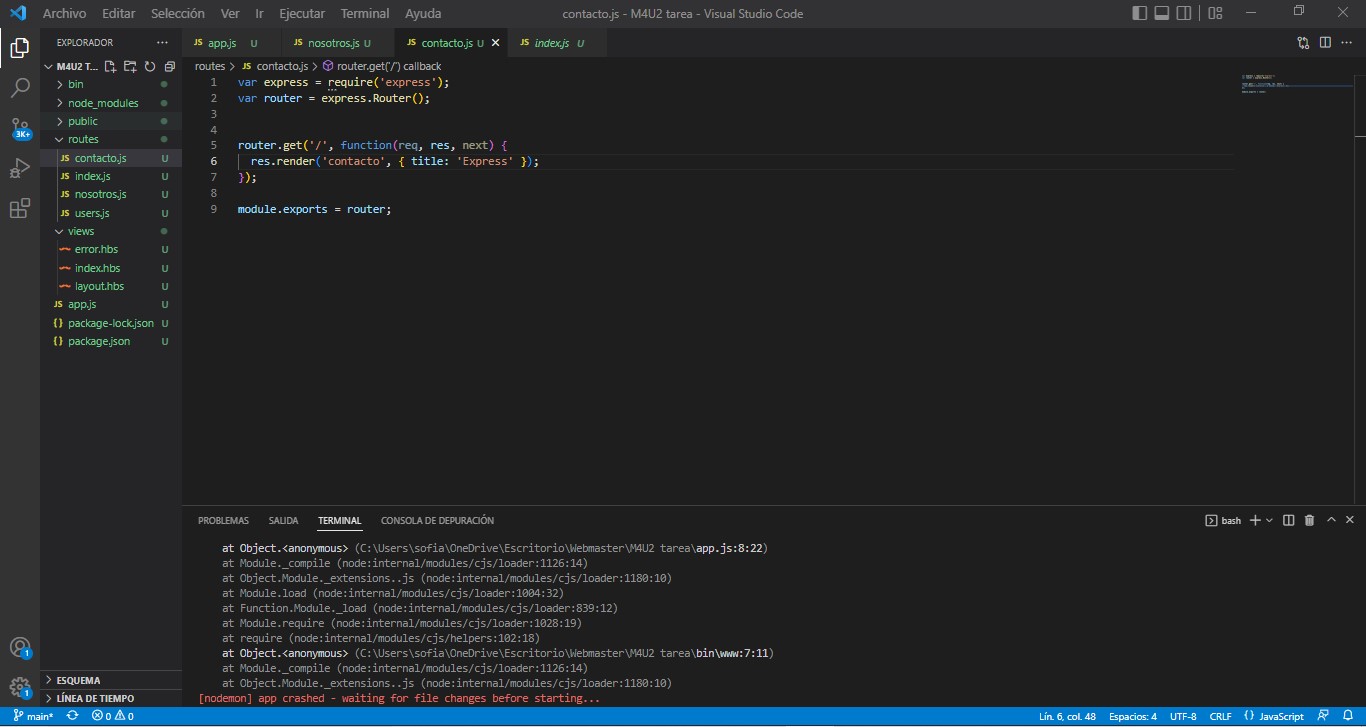 Archivo Editar Selección Ver Ir Ejecutar Terminal Ayuda contacto.js - M4U2 tarea - Visual Studio Code
EXPLORADOR ...
M4U2 T...
bin
node_modules
public
routes
JS contacto.js U
JS index.js U
JS nosotros.js U
JS users.js U
views
error.hbs U
index.hbs U
layout.hbs U
JS app.js U
{} package-lock.json U
{} package.json U
ESQUEMA
LÍNEA DE TIEMPO
3K+
1
1
JS app.js U JS nosotros.js U JS contacto.js U JS index.js U
routes > JS contacto.js > router.get('/') callback
1 var express = require('express');
2 var router = express.Router();
3
4
5 router.get('/', function(req, res, next) {
6 res.render('contacto', { title: 'Express' });
7 });
8
9 module.exports = router;
PROBLEMAS SALIDA TERMINAL CONSOLA DE DEPURACIÓN bash
at Object.<anonymous> (C:\Users\sofia\OneDrive\Escritorio\Webmaster\M4U2 tarea\app.js:8:22)
at Module._compile (node:internal/modules/cjs/loader:1126:14)
at Object.Module._extensions..js (node:internal/modules/cjs/loader:1180:10)
at Module.load (node:internal/modules/cjs/loader:1004:32)
at Function.Module._load (node:internal/modules/cjs/loader:839:12)
at Module.require (node:internal/modules/cjs/loader:1028:19)
at require (node:internal/modules/cjs/helpers:102:18)
at Object.<anonymous> (C:\Users\sofia\OneDrive\Escritorio\Webmaster\M4U2 tarea\bin\www:7:11)
at Module._compile (node:internal/modules/cjs/loader:1126:14)
at Object.Module._extensions..js (node:internal/modules/cjs/loader:1180:10)
[nodemon] app crashed - waiting for file changes before starting...
main* 0 0 Lín. 6, col. 48 Espacios: 4 UTF-8 CRLF {} JavaScript